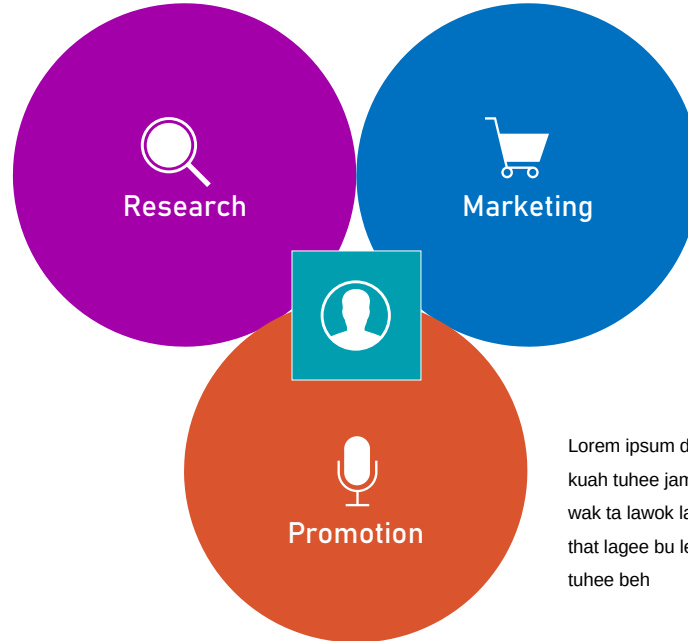 Research
Marketing
Promotion
Lorem ipsum
kuah tuhee
wak ta lawok
that lagee bu
tuhee beh